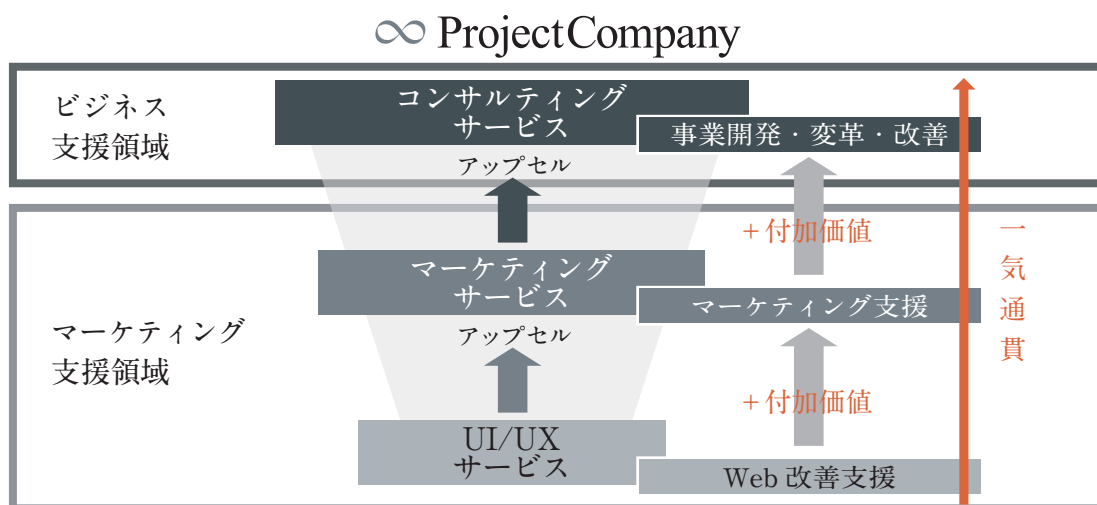 ProjectCompany
ビジネス
支援領域
コンサルティング
サービス
事業開発・変革・改善
アップセル
+付加価値
マーケティング
支援領域
マーケティング
サービス
マーケティング支援
アップセル
+付加価値
UI/UX
サービス
Web改善支援
一気通貫